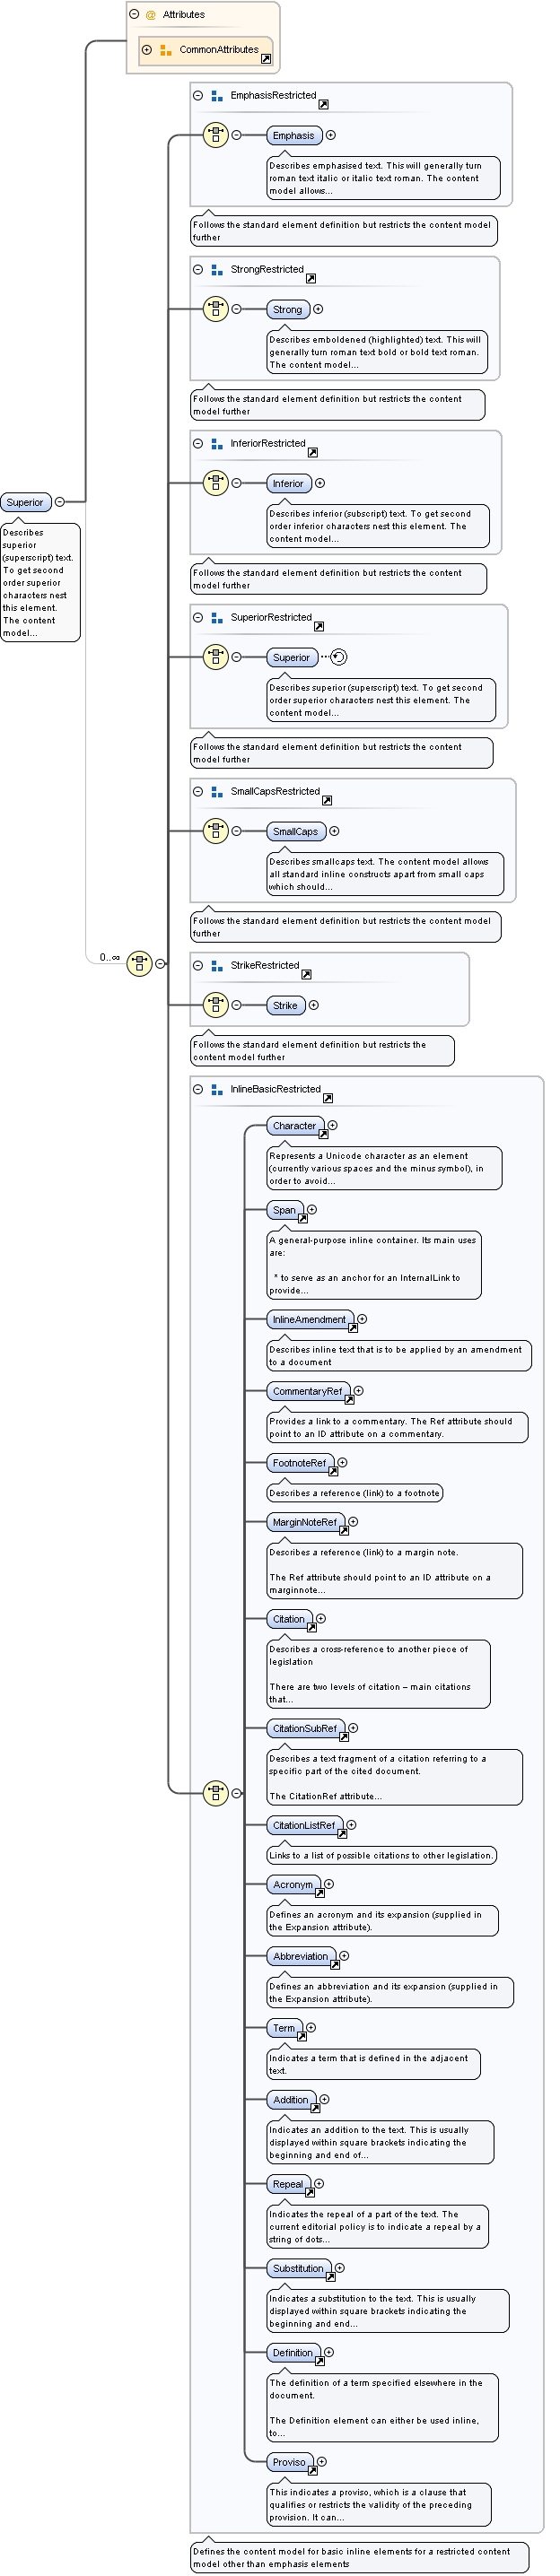 Attributes
CommonAttributes
EmphasisRestricted
Emphasis
Describes emphasised text. This will generally turn
roman text italic or italic text roman. The content
model allows...
Follows the standard element definition but restricts the content model
further
StrongRestricted
Strong
Describes emboldened (highlighted) text. This will
generally turn roman text bold or bold text roman.
The content model...
Follows the standard element definition but restricts the content
model further
InferiorRestricted
Inferior
Describes inferior (subscript) text. To get second
order inferior characters nest this element. The
content model...
Follows the standard element definition but restricts the content
model further
Superior
Describes
superior
(superscript) text.
To get second
order superior
characters nest
this element.
The content
model...
SuperiorRestricted
Superior
Describes superior (superscript) text. To get second
order superior characters nest this element. The
content model...
Follows the standard element definition but restricts the content
model further
SmallCapsRestricted
SmallCaps
Describes smallcaps text. The content model allows
all standard inline constructs apart from small caps
which should...
Follows the standard element definition but restricts the content model
further
0..∞
StrikeRestricted
Strike
Follows the standard element definition but restricts the
content model further
InlineBasicRestricted
Character
Represents a Unicode character as an element
(currently various spaces and the minus symbol), in
order to avoid...
Span
A general-purpose inline container. Its main uses
are:
* to serve as an anchor for an InternalLink to
provide...
InlineAmendment
Describes inline text that is to be applied by an amendment
to a document
CommentaryRef
Provides a link to a commentary. The Ref attribute should
point to an ID attribute on a commentary.
FootnoteRef
Describes a reference (link) to a footnote
MarginNoteRef
Describes a reference (link) to a margin note.
The Ref attribute should point to an ID attribute on a
marginnote...
Citation
Describes a cross-reference to another piece of
legislation
There are two levels of citation – main citations
that...
CitationSubRef
Describes a text fragment of a citation referring to a
specific part of the cited document.
The CitationRef attribute...
CitationListRef
Links to a list of possible citations to other legislation.
Acronym
Defines an acronym and its expansion (supplied in
the Expansion attribute).
Abbreviation
Defines an abbreviation and its expansion (supplied in
the Expansion attribute).
Term
Indicates a term that is defined in the adjacent
text.
Addition
Indicates an addition to the text. This is usually
displayed within square brackets indicating the
beginning and end of...
Repeal
Indicates the repeal of a part of the text. The
current editorial policy is to indicate a repeal by a
string of dots...
Substitution
Indicates a substitution to the text. This is usually
displayed within square brackets indicating the
beginning and end...
Definition
The definition of a term specified elsewhere in the
document.
The Definition element can either be used inline,
to...
Proviso
This indicates a proviso, which is a clause that
qualifies or restricts the validity of the preceding
provision. It can...
Defines the content model for basic inline elements for a restricted content
model other than emphasis elements